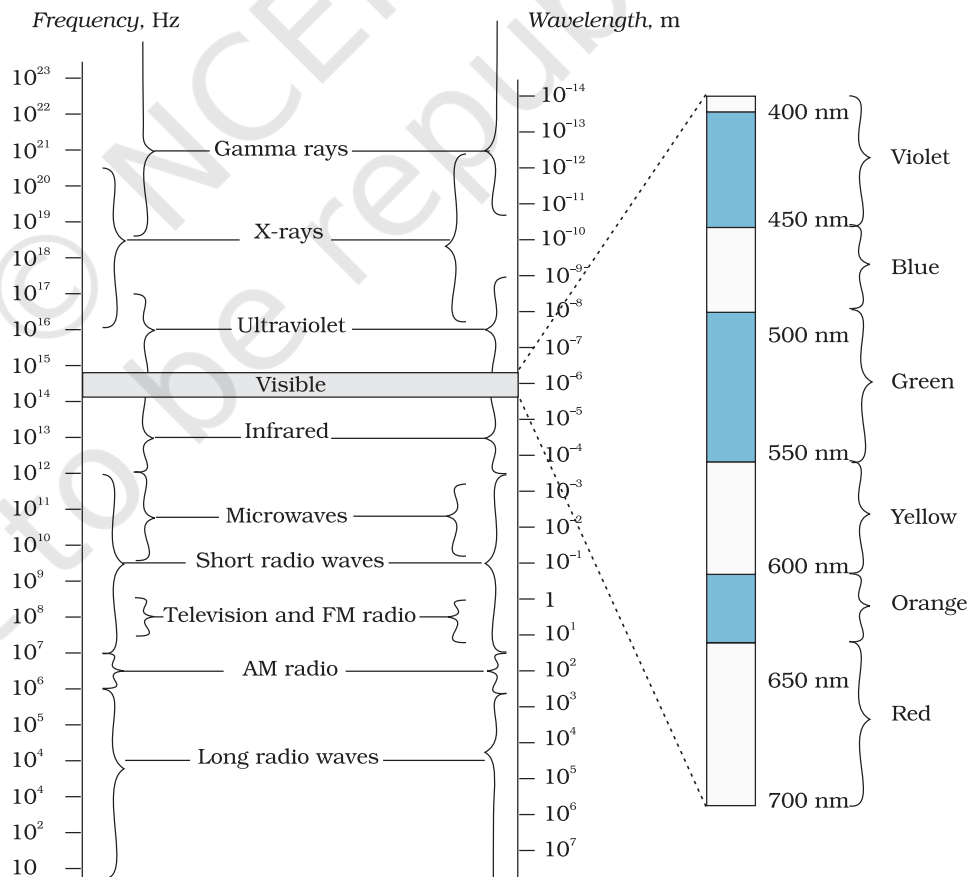 Frequency, Hz
10²³
10²²
10²¹
10²⁰
10¹⁹
10¹⁸
10¹⁷
10¹⁶
10¹⁵
10¹⁴
10¹³
10¹²
10¹¹
10¹⁰
10⁹
10⁸
10⁷
10⁶
10⁵
10⁴
10⁴
10²
10
Gamma rays
X-rays
Ultraviolet
Visible
Infrared
Microwaves
Short radio waves
Television and FM radio
AM radio
Long radio waves
Wavelength, m
10⁻¹⁴
10⁻¹³
10⁻¹²
10⁻¹¹
10⁻¹⁰
10⁻⁹
10⁻⁸
10⁻⁷
10⁻⁶
10⁻⁵
10⁻⁴
10⁻³
10⁻²
10⁻¹
1
10¹
10²
10³
10⁴
10⁵
10⁶
10⁷
400 nm
450 nm
500 nm
550 nm
600 nm
650 nm
700 nm
Violet
Blue
Green
Yellow
Orange
Red
© NCE
to be repub